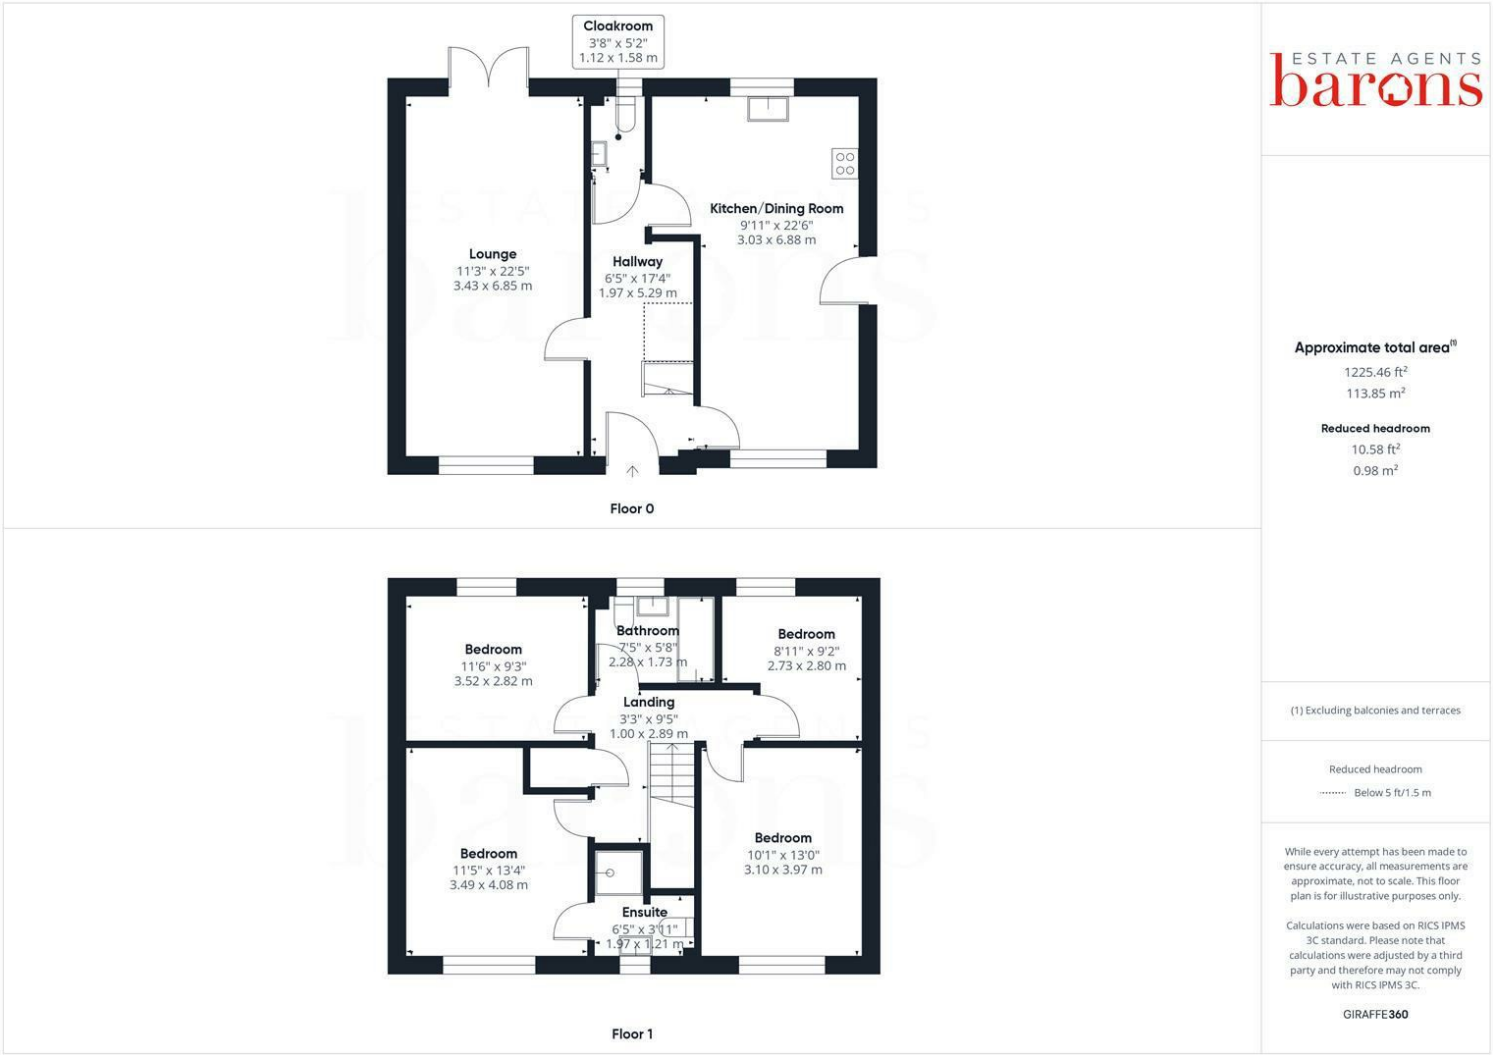 Cloakroom
3'8" x 5'2"
1.12 x 1.58 m
Lounge
11'3" x 22'5"
3.43 x 6.85 m
Hallway
6'5" x 17'4"
1.97 x 5.29 m
Kitchen/Dining Room
9'11" x 22'6"
3.03 x 6.88 m
Floor 0
Bedroom
11'6" x 9'3"
3.52 x 2.82 m
Bathroom
7'5" x 5'8"
2.28 x 1.73 m
Bedroom
8'11" x 9'2"
2.73 x 2.80 m
Landing
3'3" x 9'5"
1.00 x 2.89 m
Bedroom
11'5" x 13'4"
3.49 x 4.08 m
Ensuite
6'5" x 3'11"
1.97 x 1.21 m
Bedroom
10'1" x 13'0"
3.10 x 3.97 m
Floor 1
ESTATE AGENTS
barons
ESTATE AGENTS
barons
ESTATE AGENTS
barons
Approximate total area(1)
1225.46 ft²
113.85 m²
Reduced headroom
10.58 ft²
0.98 m²
(1) Excluding balconies and terraces
Reduced headroom
Below 5 ft/1.5 m
While every attempt has been made to
ensure accuracy, all measurements are
approximate, not to scale. This floor
plan is for illustrative purposes only.
Calculations were based on RICS IPMS
3C standard. Please note that
calculations were adjusted by a third
party and therefore may not comply
with RICS IPMS 3C.
GIRAFFE360